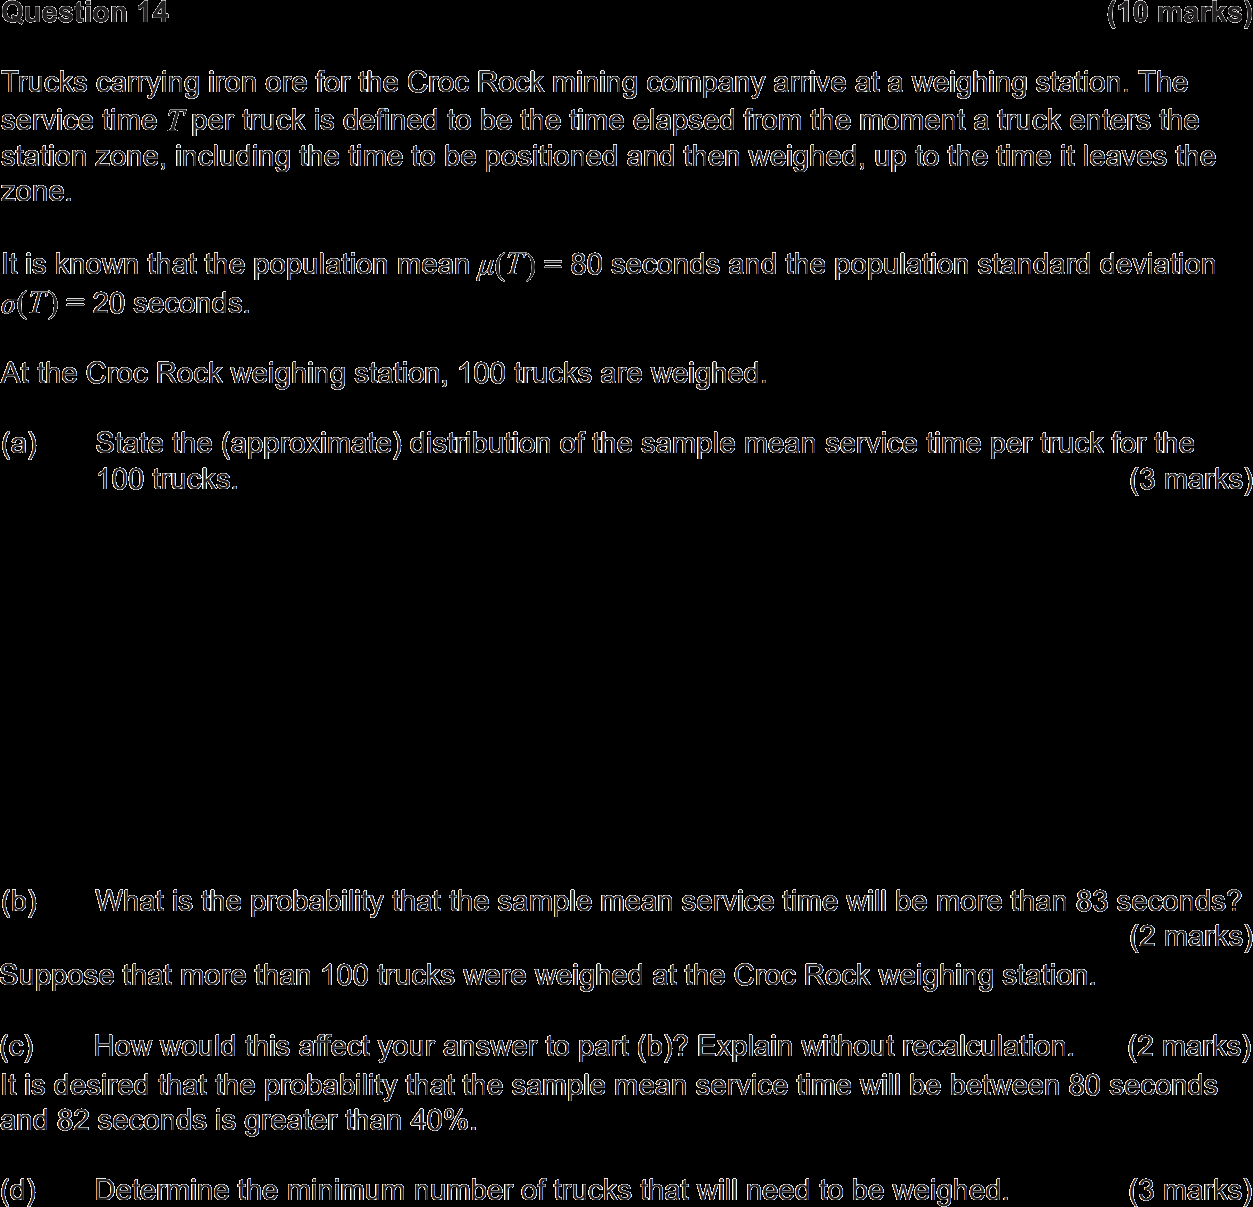 Question 14 (10 marks)
Trucks carrying iron ore for the Croc Rock mining company arrive at a weighing station. The
service time T per truck is defined to be the time elapsed from the moment a truck enters the
station zone, including the time to be positioned and then weighed, up to the time it leaves the
zone.
It is known that the population mean μ(T) = 80 seconds and the population standard deviation
σ(T) = 20 seconds.
At the Croc Rock weighing station, 100 trucks are weighed.
(a) State the (approximate) distribution of the sample mean service time per truck for the
100 trucks. (3 marks)
(b) What is the probability that the sample mean service time will be more than 83 seconds?
(2 marks)
Suppose that more than 100 trucks were weighed at the Croc Rock weighing station.
(c) How would this affect your answer to part (b)? Explain without recalculation. (2 marks)
It is desired that the probability that the sample mean service time will be between 80 seconds
and 82 seconds is greater than 40%.
(d) Determine the minimum number of trucks that will need to be weighed. (3 marks)